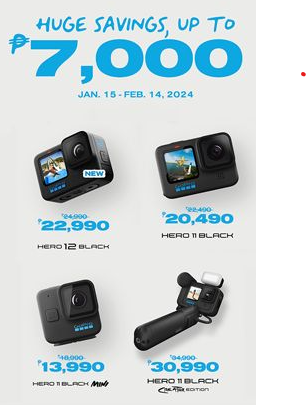 HUGE SAVINGS, UP TO
₱7,000
JAN. 15 - FEB. 14, 2024
NEW
₱24,990
₱22,990
HERO 12 BLACK
₱22,490
₱20,490
HERO 11 BLACK
₱18,990
₱13,990
HERO 11 BLACK MINI
₱34,990
₱30,990
HERO 11 BLACK
CREATOR EDITION